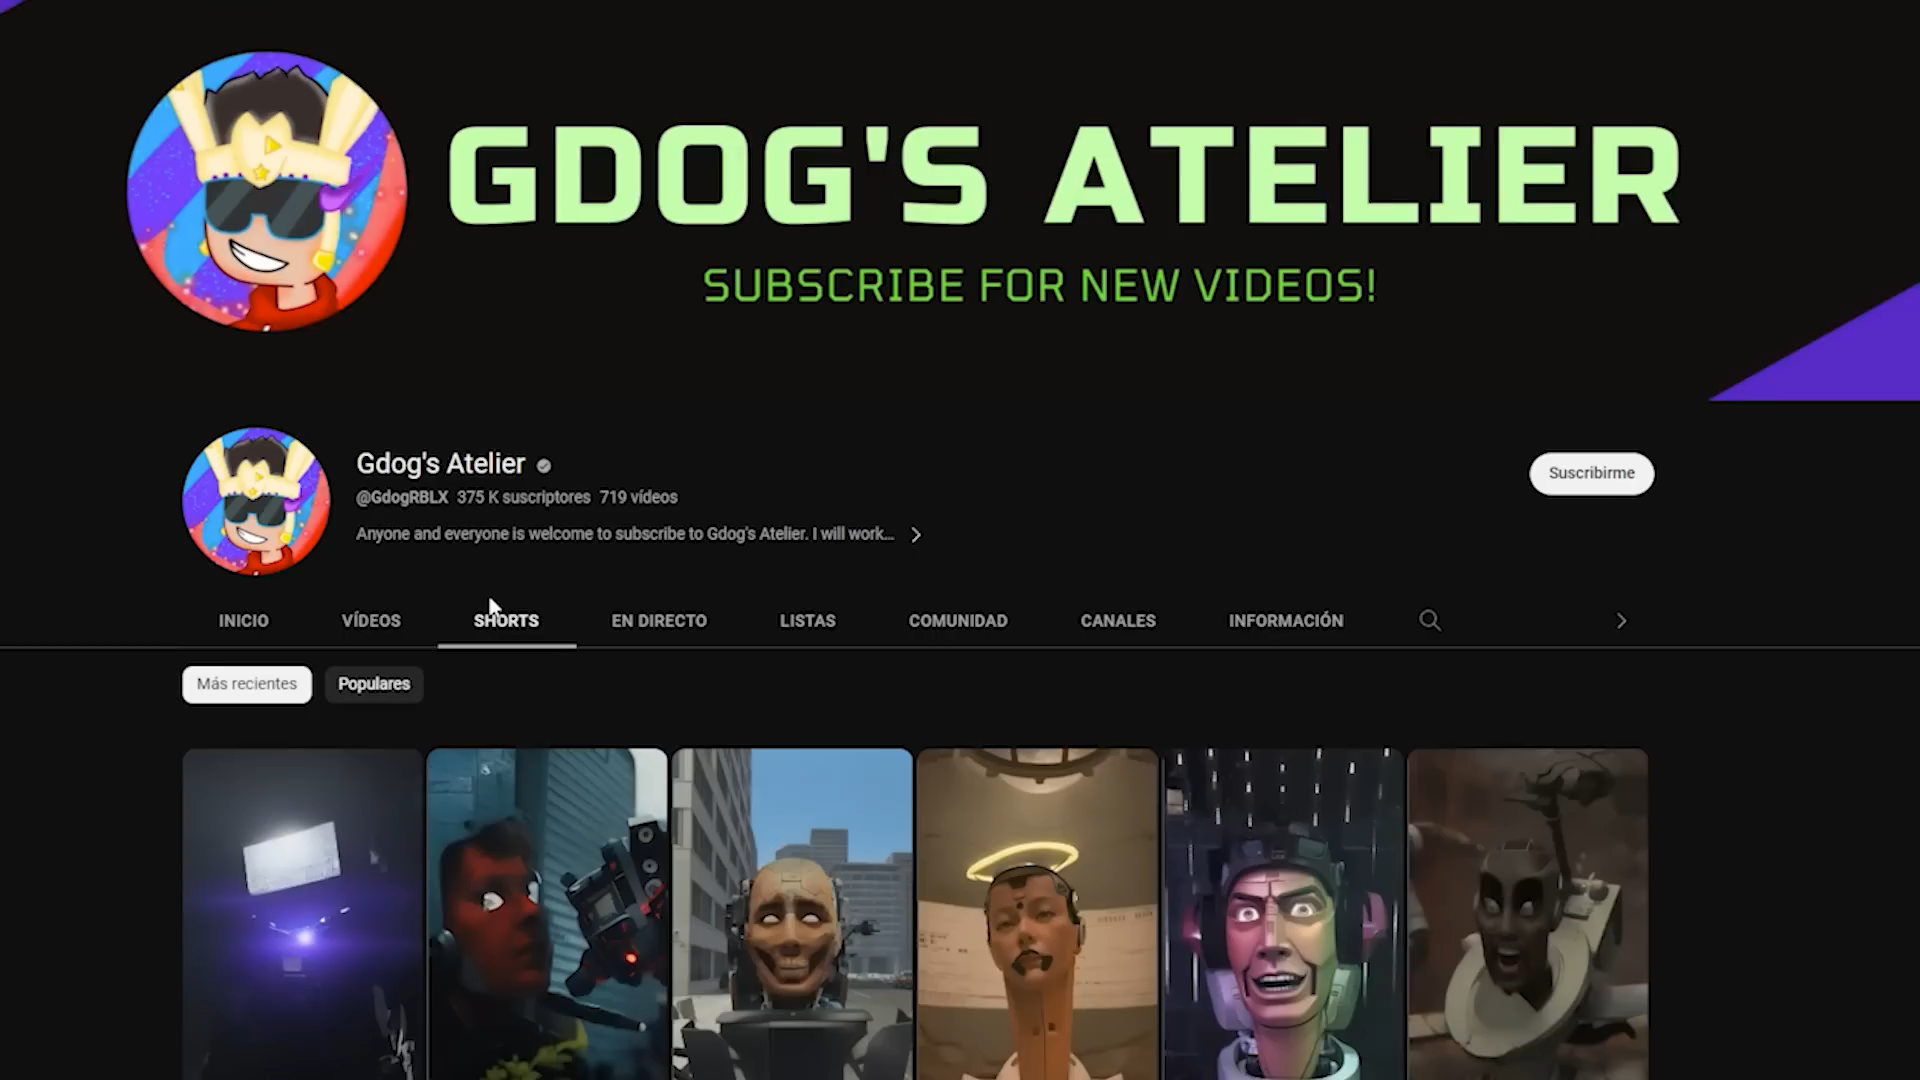 GDOG'S ATELIER
SUBSCRIBE FOR NEW VIDEOS!
Gdog's Atelier
@GdogRBLX 375 K suscriptores 719 vídeos
Anyone and everyone is welcome to subscribe to Gdog's Atelier. I will work...
Suscribirme
INICIO VÍDEOS SHORTS EN DIRECTO LISTAS COMUNIDAD CANALES INFORMACIÓN
Más recientes Populares